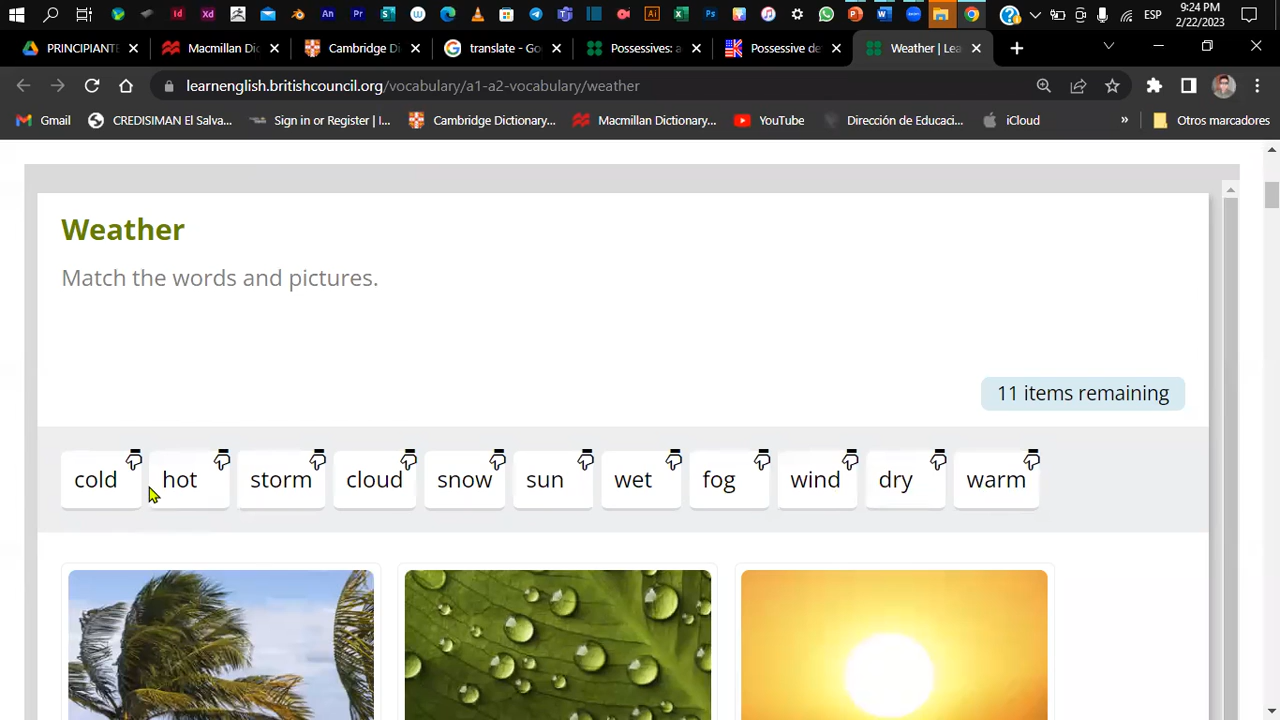 9:24 PM
ESP
2/22/2023
PRINCIPIANTE
Macmillan Dic
Cambridge Di
translate - Go
Possessives: a
Possessive de
Weather | Lea
learnenglish.britishcouncil.org/vocabulary/a1-a2-vocabulary/weather
Gmail
CREDISIMAN El Salva...
Sign in or Register | I...
Cambridge Dictionary...
Macmillan Dictionary...
YouTube
Dirección de Educaci...
iCloud
»
Otros marcadores
Weather
Match the words and pictures.
11 items remaining
cold hot storm cloud snow sun wet fog wind dry warm